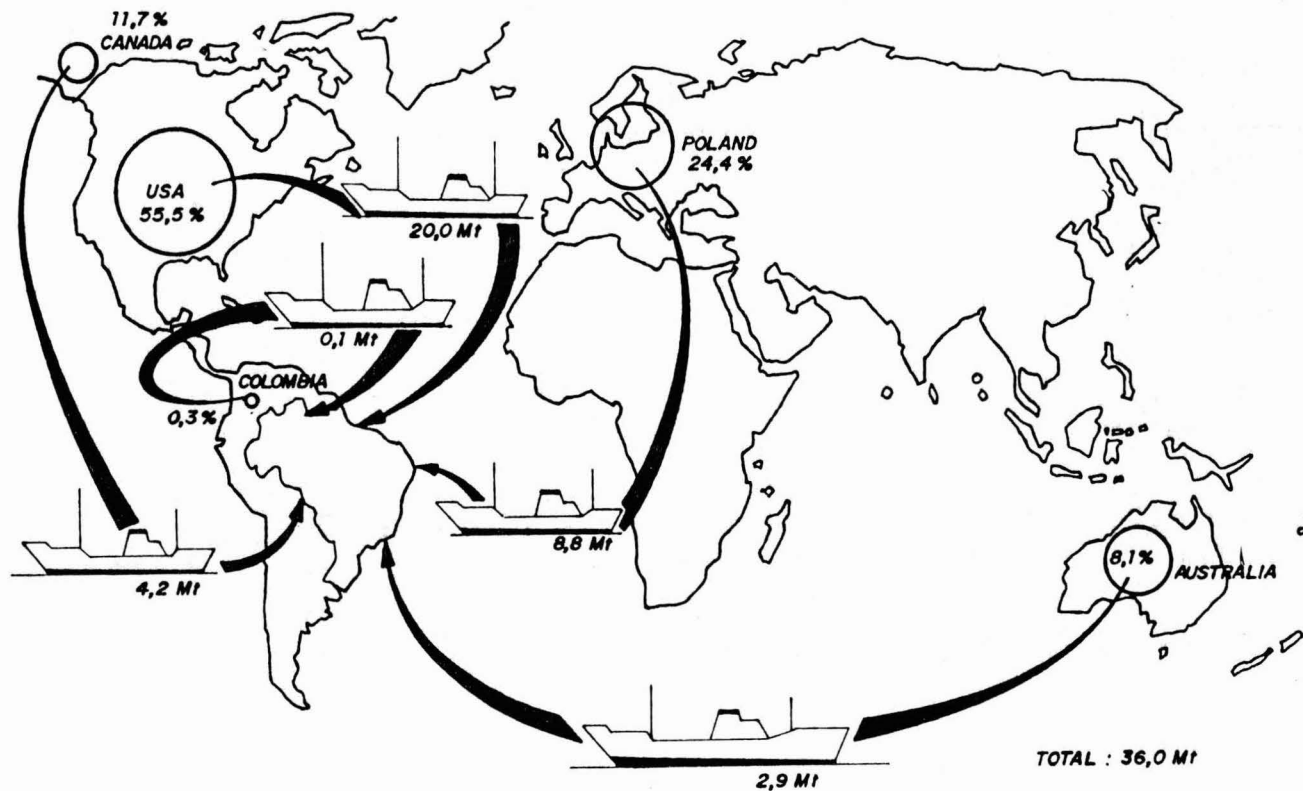 11,7 %
CANADA
USA
55,5 %
POLAND
24,4 %
20,0 Mt
0,1 Mt
COLOMBIA
0,3 %
8,8 Mt
4,2 Mt
8,1%
AUSTRALIA
2,9 Mt
TOTAL : 36,0 Mt